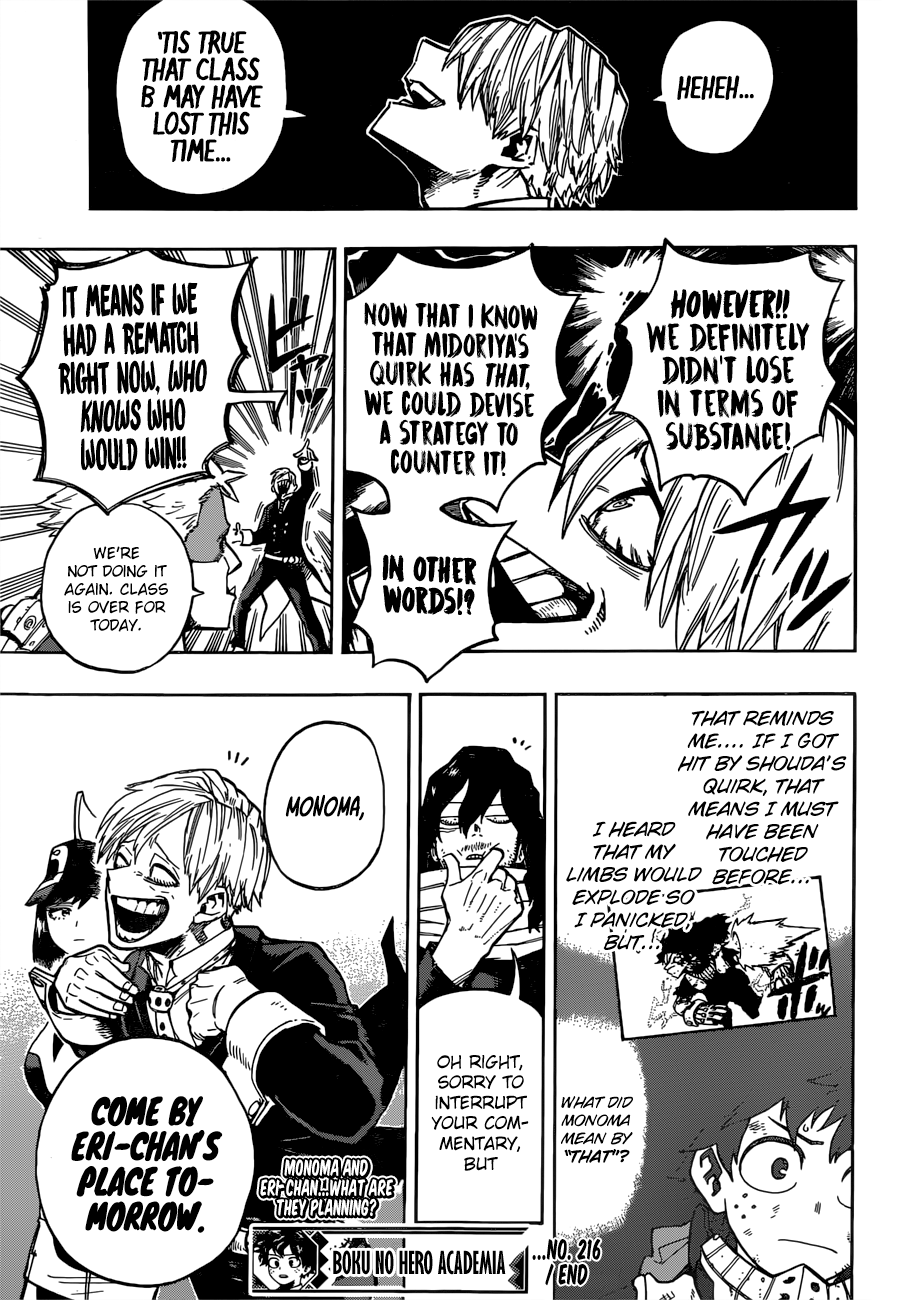 HEHEH...
'TIS TRUE
THAT CLASS
B MAY HAVE
LOST THIS
TIME...
HOWEVER!!
WE DEFINITELY
DIDN'T LOSE
IN TERMS OF
SUBSTANCE!
NOW THAT I KNOW
THAT MIDORIYA'S
QUIRK HAS THAT,
WE COULD DEVISE
A STRATEGY TO
COUNTER IT!
IN OTHER
WORDS!?
IT MEANS IF WE
HAD A REMATCH
RIGHT NOW, WHO
KNOWS WHO
WOULD WIN!!
WE'RE
NOT DOING IT
AGAIN. CLASS
IS OVER FOR
TODAY.
THAT REMINDS
ME.... IF I GOT
HIT BY SHOUDA'S
QUIRK, THAT
MEANS I MUST
HAVE BEEN
TOUCHED
BEFORE...
I HEARD
THAT MY
LIMBS WOULD
EXPLODE SO
I PANICKED,
BUT...
WHAT DID
MONOMA
MEAN BY
"THAT"?
OH RIGHT,
SORRY TO
INTERRUPT
YOUR COM-
MENTARY,
BUT
MONOMA,
COME BY
ERI-CHAN'S
PLACE TO-
MORROW.
MONOMA AND
ERI-CHAN...WHAT ARE
THEY PLANNING?
BOKU NO HERO ACADEMIA
...NO. 216
/ END